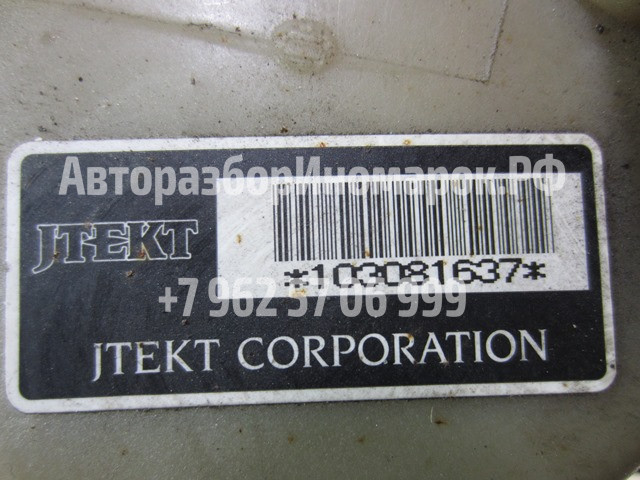 АвторазборИномарок.РФ
JTEKT
*103081637*
+7 962 37 06 999
JTEKT CORPORATION